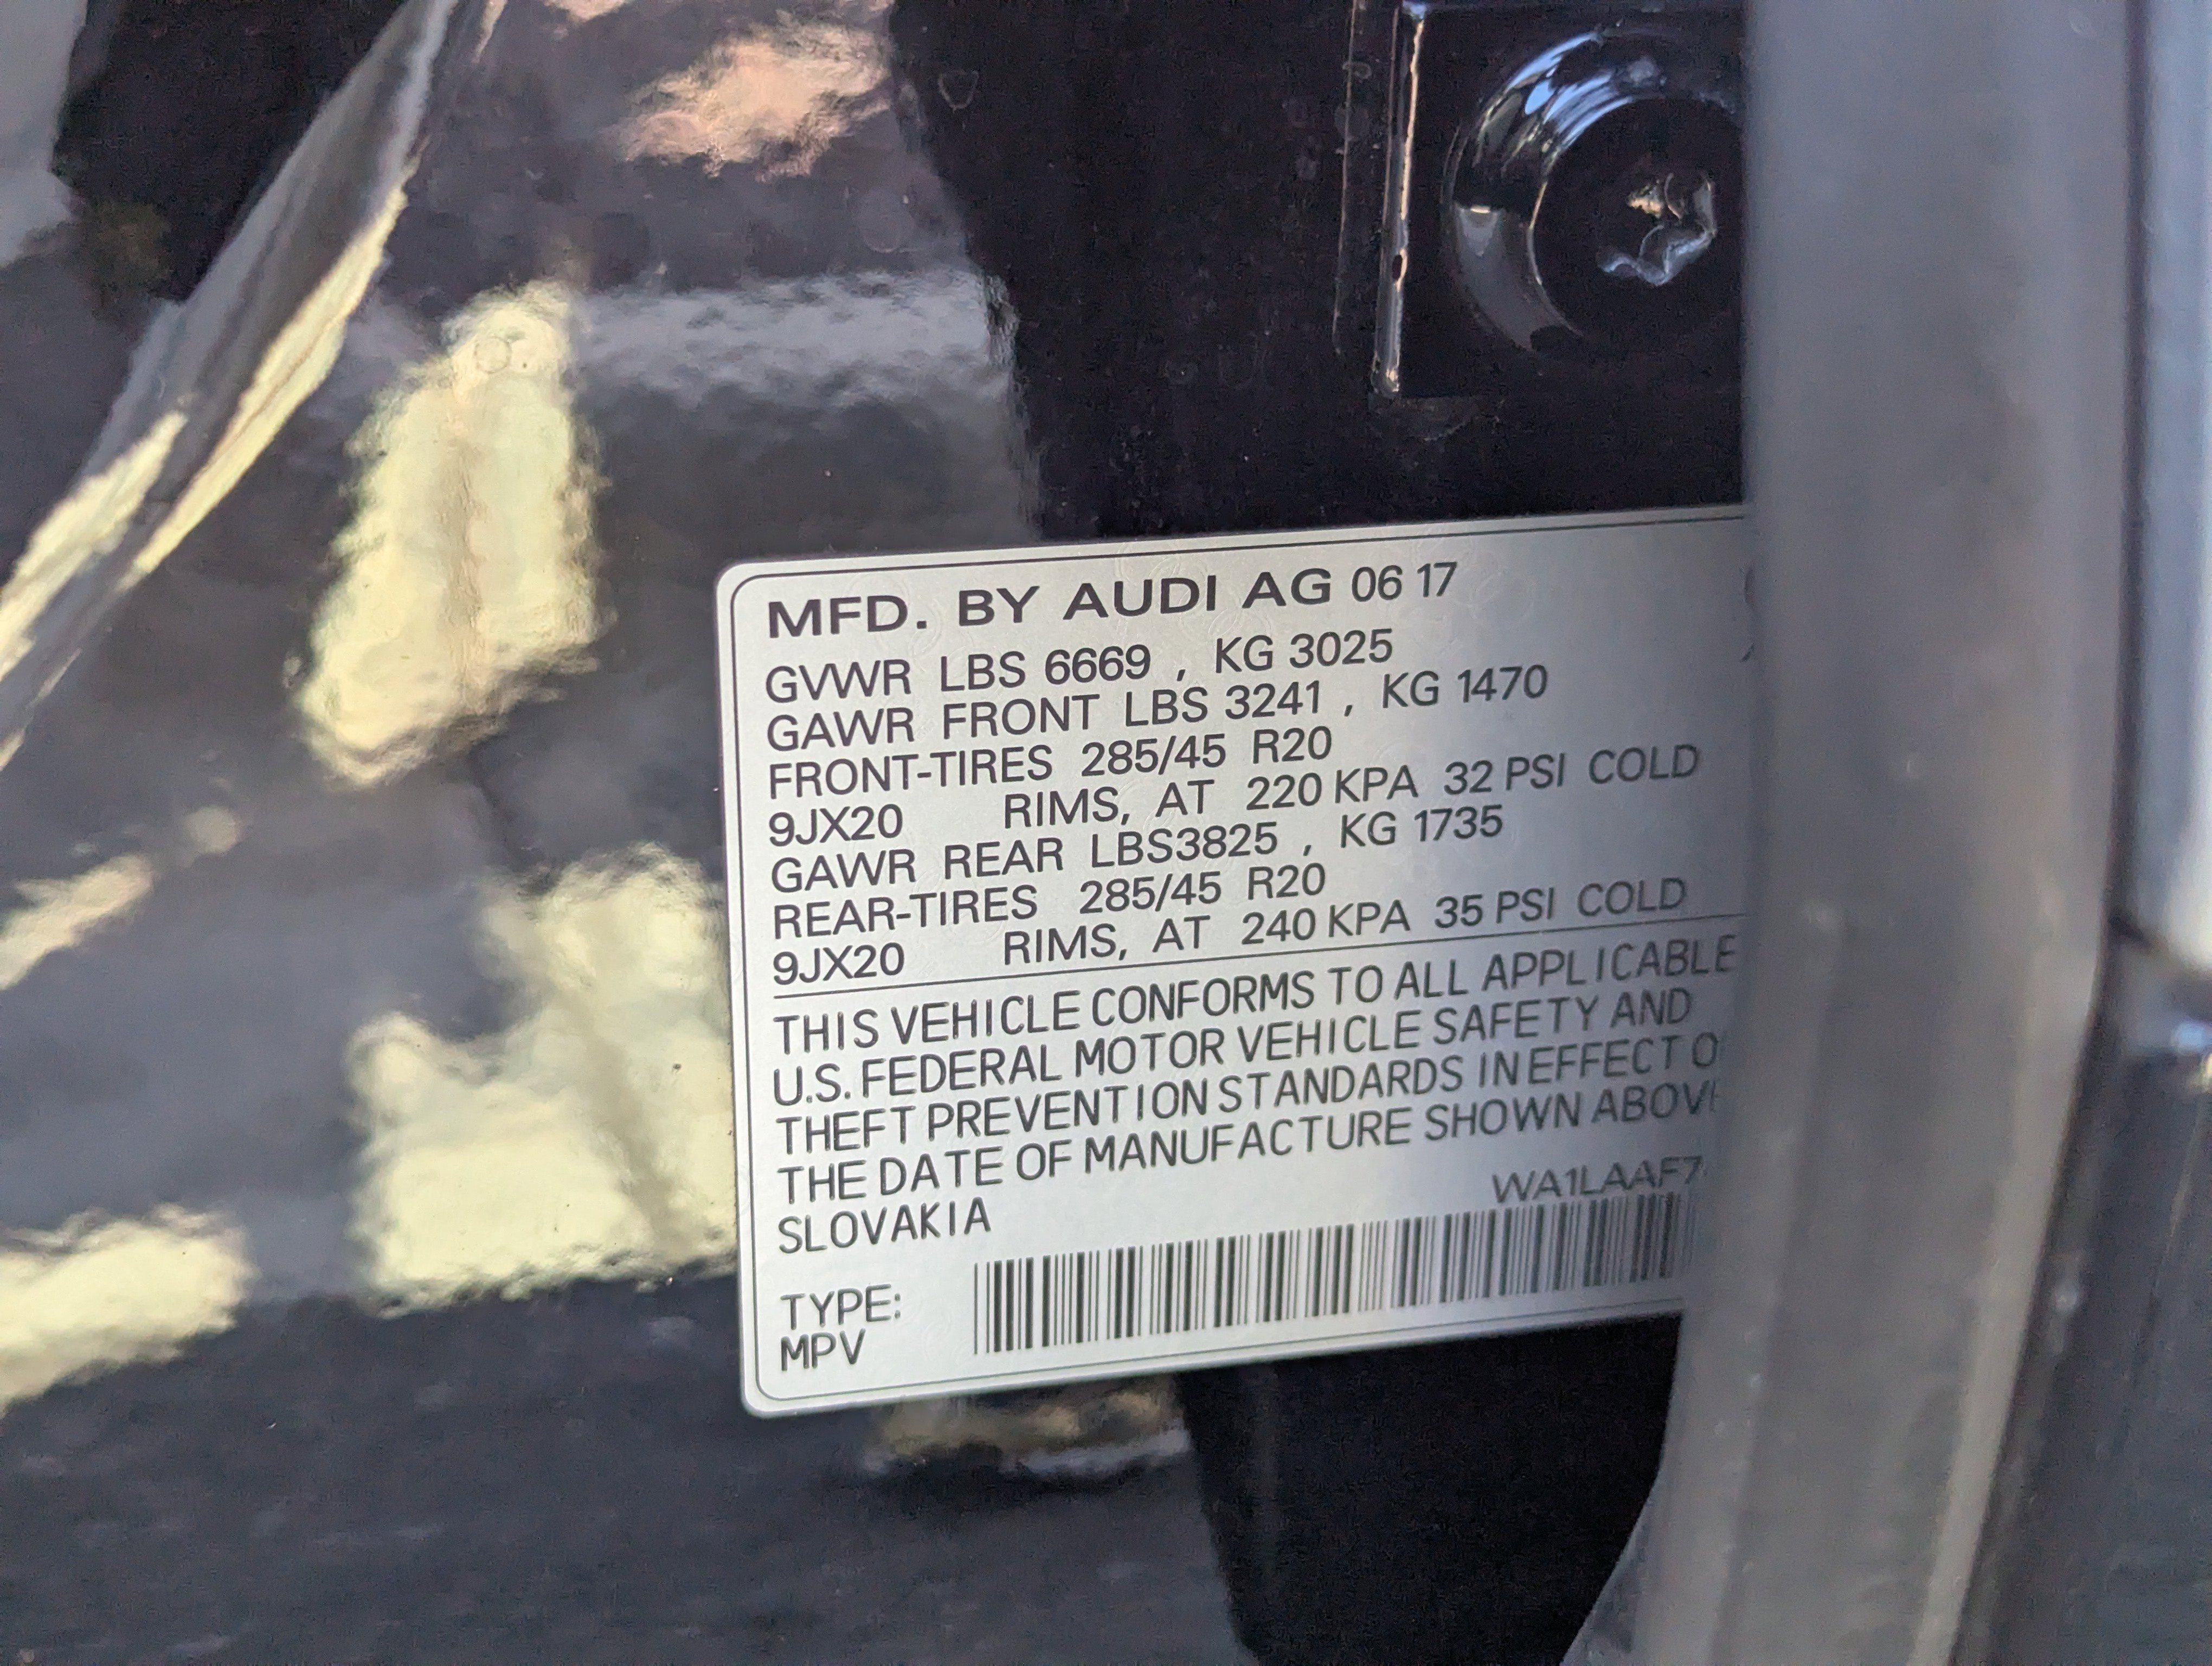 MFD. BY AUDI AG 06 17
GVWR LBS 6669 , KG 3025
GAWR FRONT LBS 3241 , KG 1470
FRONT-TIRES 285/45 R20
9JX20 RIMS, AT 220 KPA 32 PSI COLD
GAWR REAR LBS3825 , KG 1735
REAR-TIRES 285/45 R20
9JX20 RIMS, AT 240 KPA 35 PSI COLD
THIS VEHICLE CONFORMS TO ALL APPLICABLE
U.S. FEDERAL MOTOR VEHICLE SAFETY AND
THEFT PREVENTION STANDARDS IN EFFECT O
THE DATE OF MANUFACTURE SHOWN ABOV
WA1LAAF7
SLOVAKIA
TYPE:
MPV